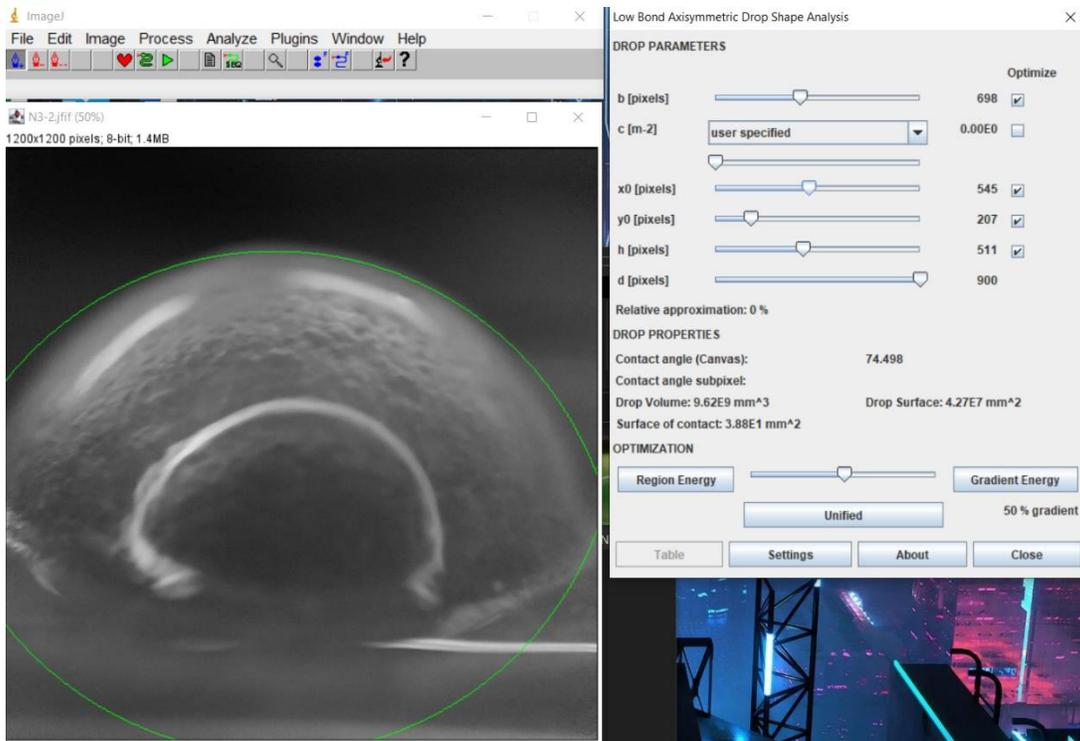 ImageJ
File Edit Image Process Analyze Plugins Window Help
N3-2.jfif (50%)
1200x1200 pixels; 8-bit; 1.4MB
Low Bond Axisymmetric Drop Shape Analysis
DROP PARAMETERS
Optimize
b [pixels] 698
c [m-2] user specified 0.00E0
x0 [pixels] 545
y0 [pixels] 207
h [pixels] 511
d [pixels] 900
Relative approximation: 0 %
DROP PROPERTIES
Contact angle (Canvas): 74.498
Contact angle subpixel:
Drop Volume: 9.62E9 mm^3 Drop Surface: 4.27E7 mm^2
Surface of contact: 3.88E1 mm^2
OPTIMIZATION
Region Energy Gradient Energy
Unified 50 % gradient
Table Settings About Close